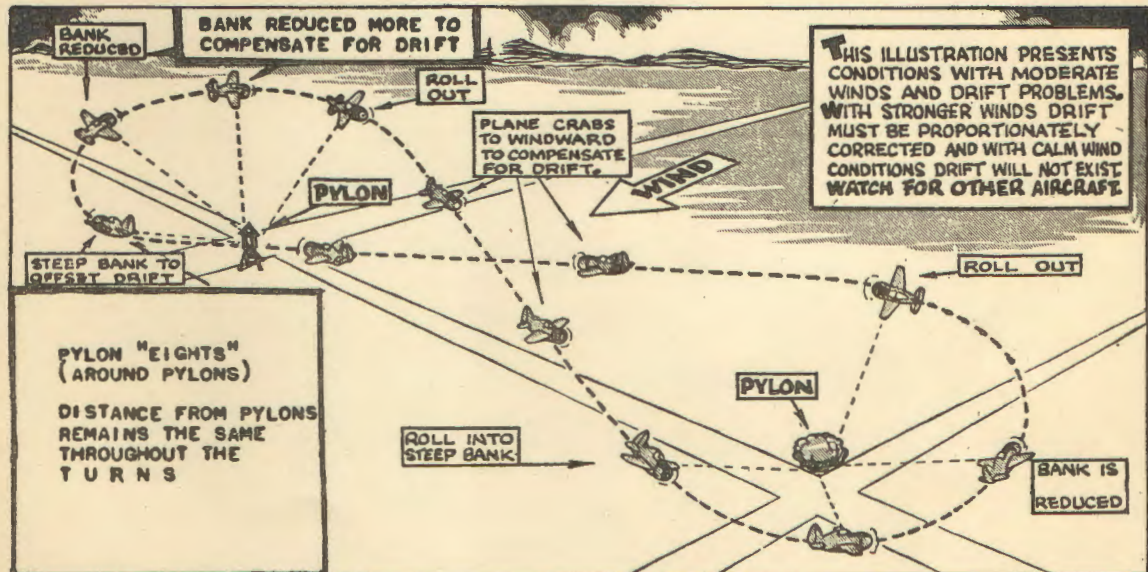 BANK
REDUCED
BANK REDUCED MORE TO
COMPENSATE FOR DRIFT
ROLL
OUT
PLANE CRABS
TO WINDWARD
TO COMPENSATE
FOR DRIFT.
WIND
THIS ILLUSTRATION PRESENTS
CONDITIONS WITH MODERATE
WINDS AND DRIFT PROBLEMS.
WITH STRONGER WINDS DRIFT
MUST BE PROPORTIONATELY
CORRECTED AND WITH CALM WIND
CONDITIONS DRIFT WILL NOT EXIST.
WATCH FOR OTHER AIRCRAFT.
PYLON
STEEP BANK TO
OFFSET DRIFT
ROLL OUT
PYLON "EIGHTS"
(AROUND PYLONS)
DISTANCE FROM PYLONS
REMAINS THE SAME
THROUGHOUT THE
TURNS
PYLON
ROLL INTO
STEEP BANK
BANK IS
REDUCED